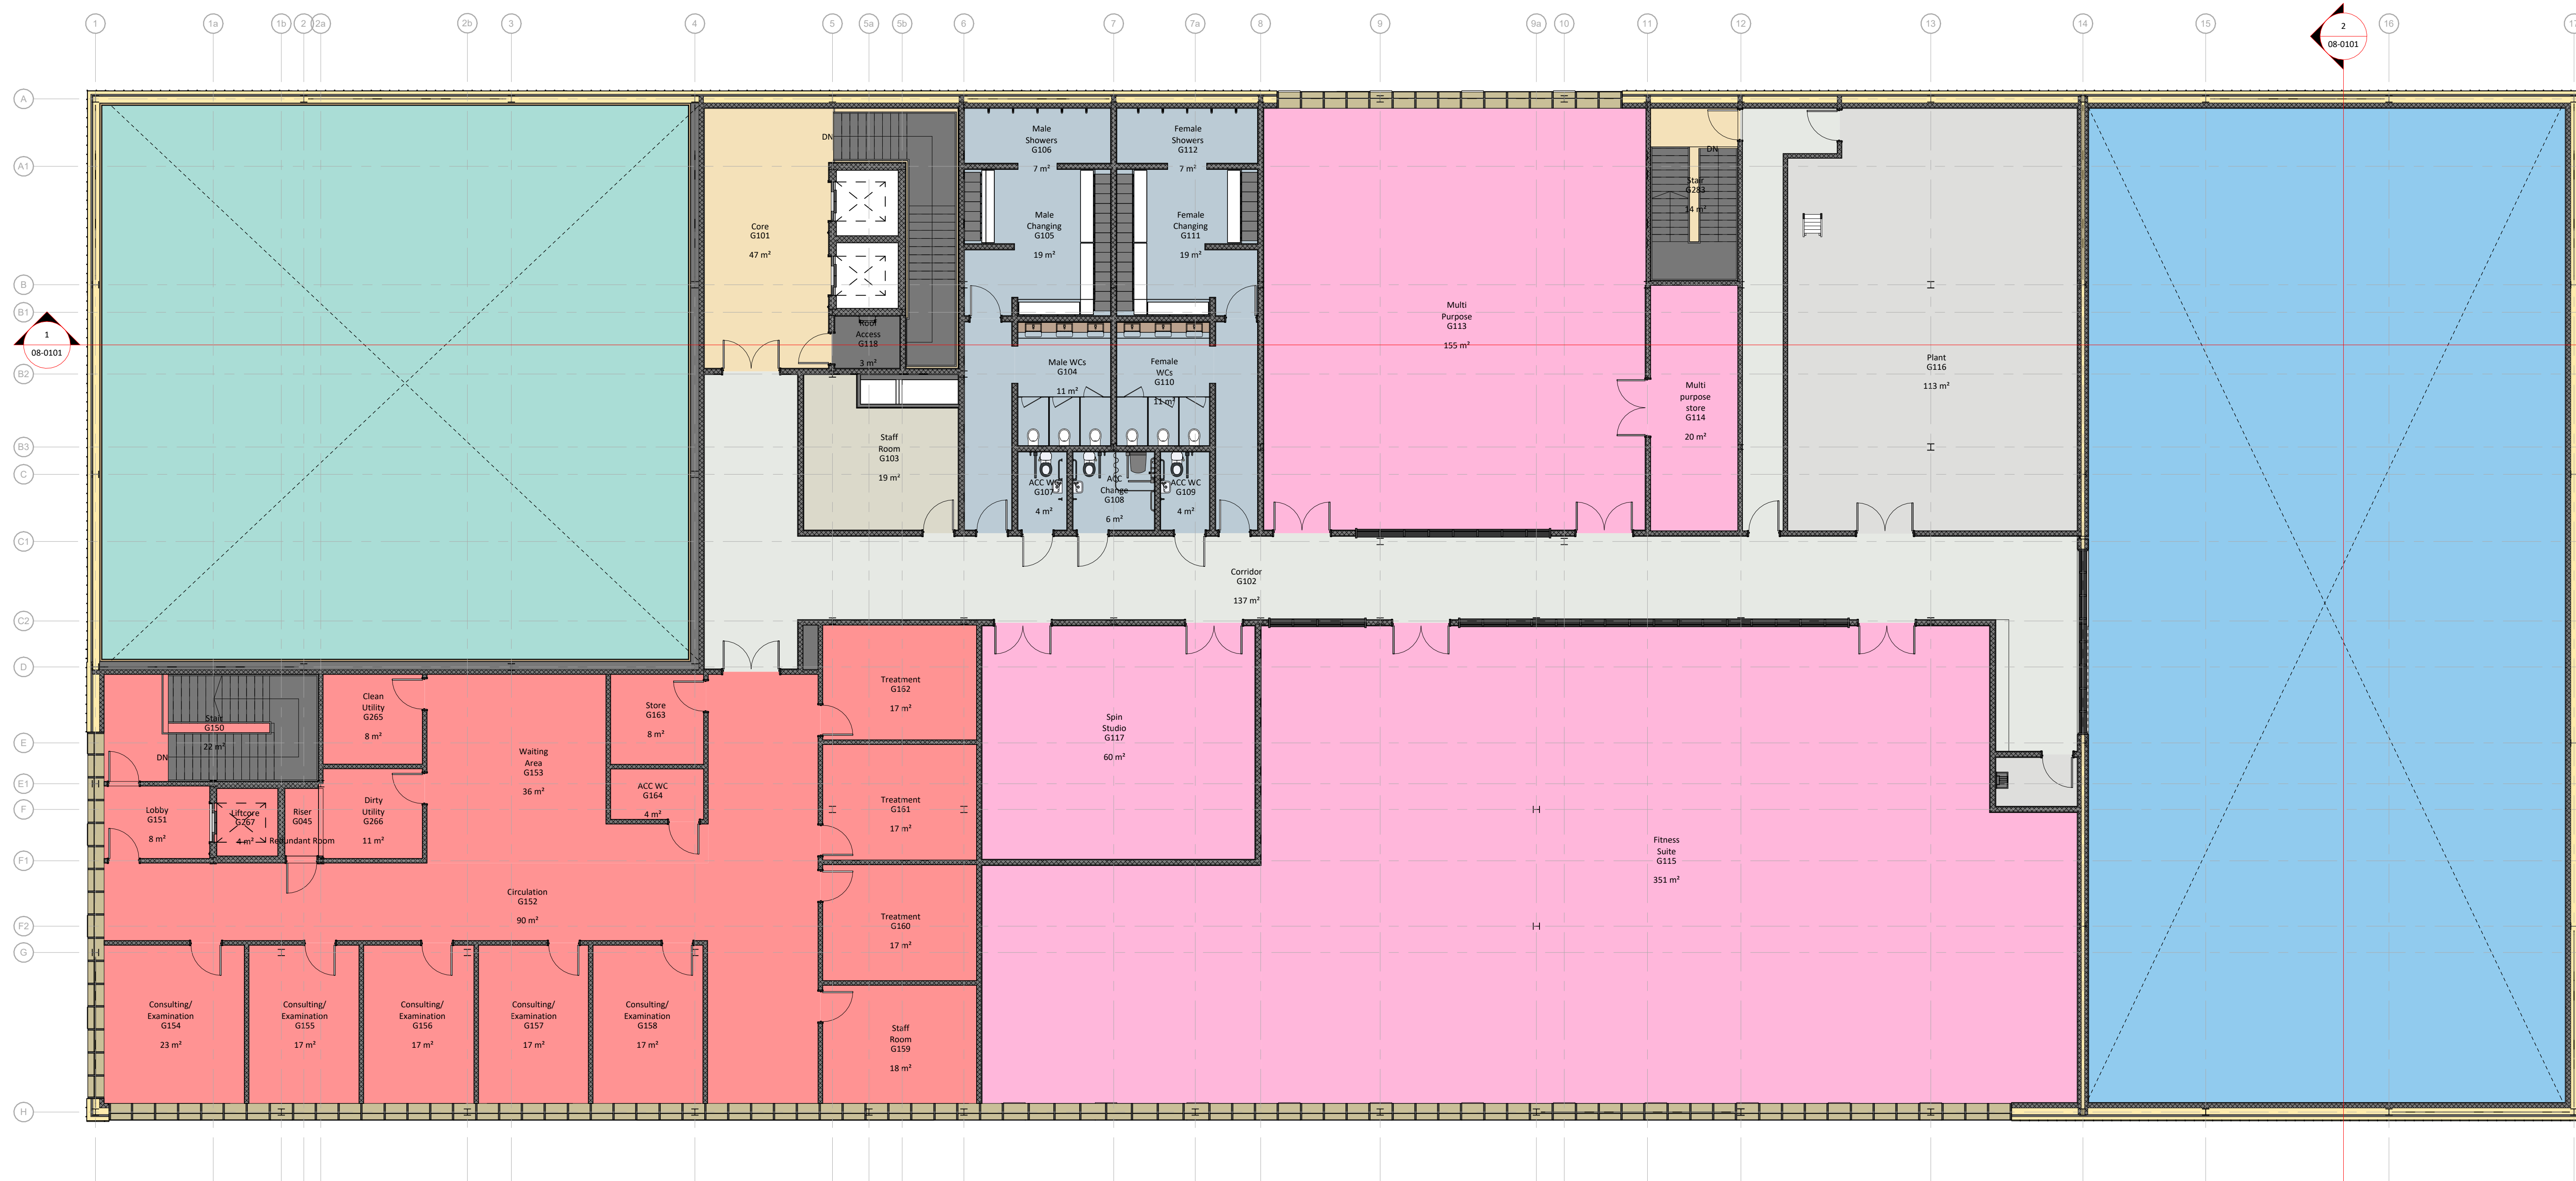 1
1a
1b
2
2a
2b
3
4
5
5a
5b
6
7
7a
8
9
9a
10
11
12
13
14
15
16
2
08-0101
A
A1
B
B1
1
08-0101
B2
B3
C
C1
C2
D
E
E1
F
F1
F2
G
H
DN
Core
G101
47 m²
Roof
Access
G118
3 m²
Male
Showers
G106
7 m²
Female
Showers
G112
7 m²
Male
Changing
G105
19 m²
Female
Changing
G111
19 m²
Male WCs
G104
11 m²
Female
WCs
G110
11 m²
Staff
Room
G103
19 m²
ACC WC
G107
4 m²
ACC
Change
G108
6 m²
ACC WC
G109
4 m²
Multi
Purpose
G113
155 m²
DN
Stair
G283
14 m²
Multi
purpose
store
G114
20 m²
Plant
G116
113 m²
Corridor
G102
137 m²
Stair
G150
22 m²
DN
Clean
Utility
G265
8 m²
Waiting
Area
G153
36 m²
Store
G163
8 m²
ACC WC
G164
4 m²
Lobby
G151
8 m²
Liftcore
G267
4 m²
Riser
G045
Redundant Room
Dirty
Utility
G266
11 m²
Circulation
G152
90 m²
Treatment
G162
17 m²
Treatment
G161
17 m²
Treatment
G160
17 m²
Staff
Room
G159
18 m²
Spin
Studio
G117
60 m²
Fitness
Suite
G115
351 m²
Consulting/
Examination
G154
23 m²
Consulting/
Examination
G155
17 m²
Consulting/
Examination
G156
17 m²
Consulting/
Examination
G157
17 m²
Consulting/
Examination
G158
17 m²